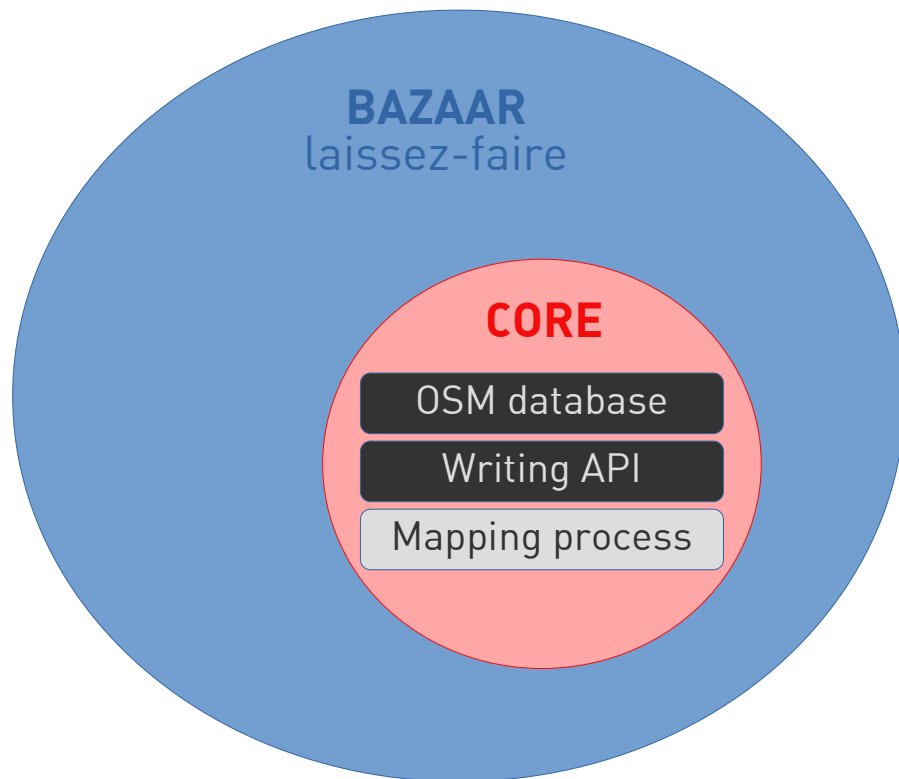 BAZAAR
laissez-faire
CORE
OSM database
Writing API
Mapping process